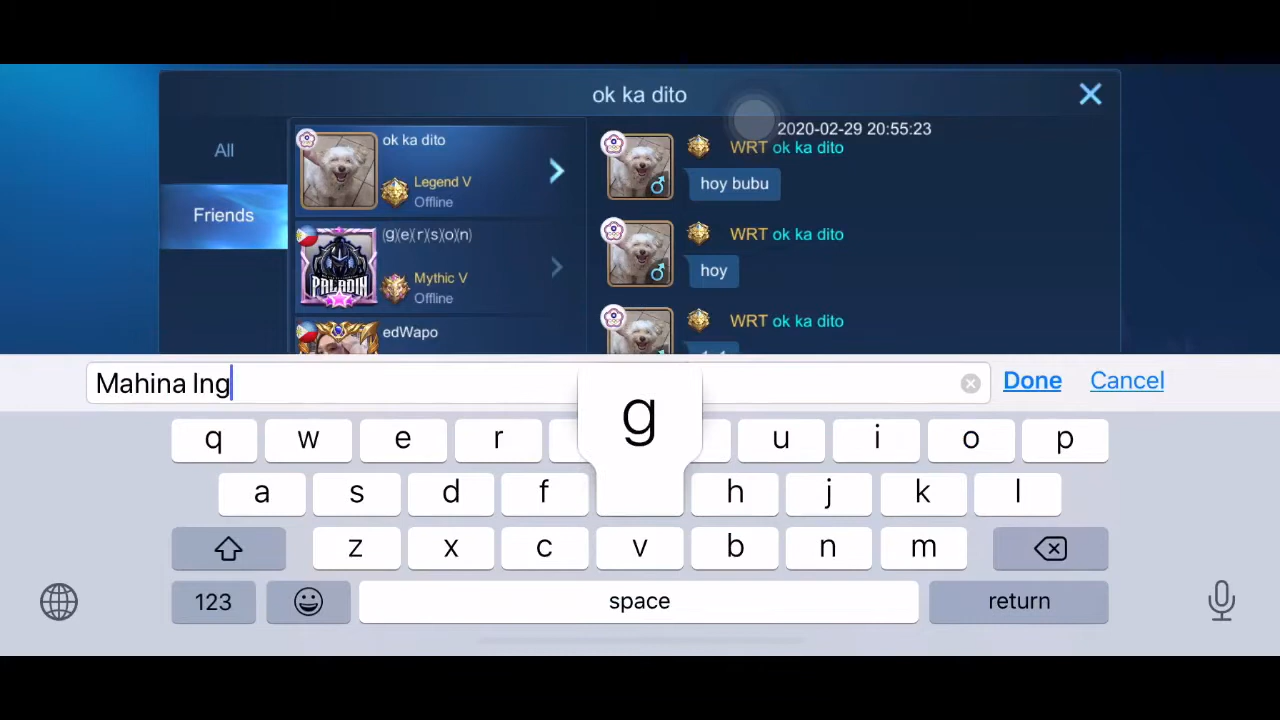 ok ka dito
All
Friends
ok ka dito
Legend V
Offline
(g)(e)(r)(s)(o)(n)
Mythic V
Offline
edWapo
PALADIN
2020-02-29 20:55:23
WRT ok ka dito
hoy bubu
WRT ok ka dito
hoy
WRT ok ka dito
Mahina lng
Done
Cancel
g
q w e r u i o p
a s d f h j k l
z x c v b n m
123
space
return